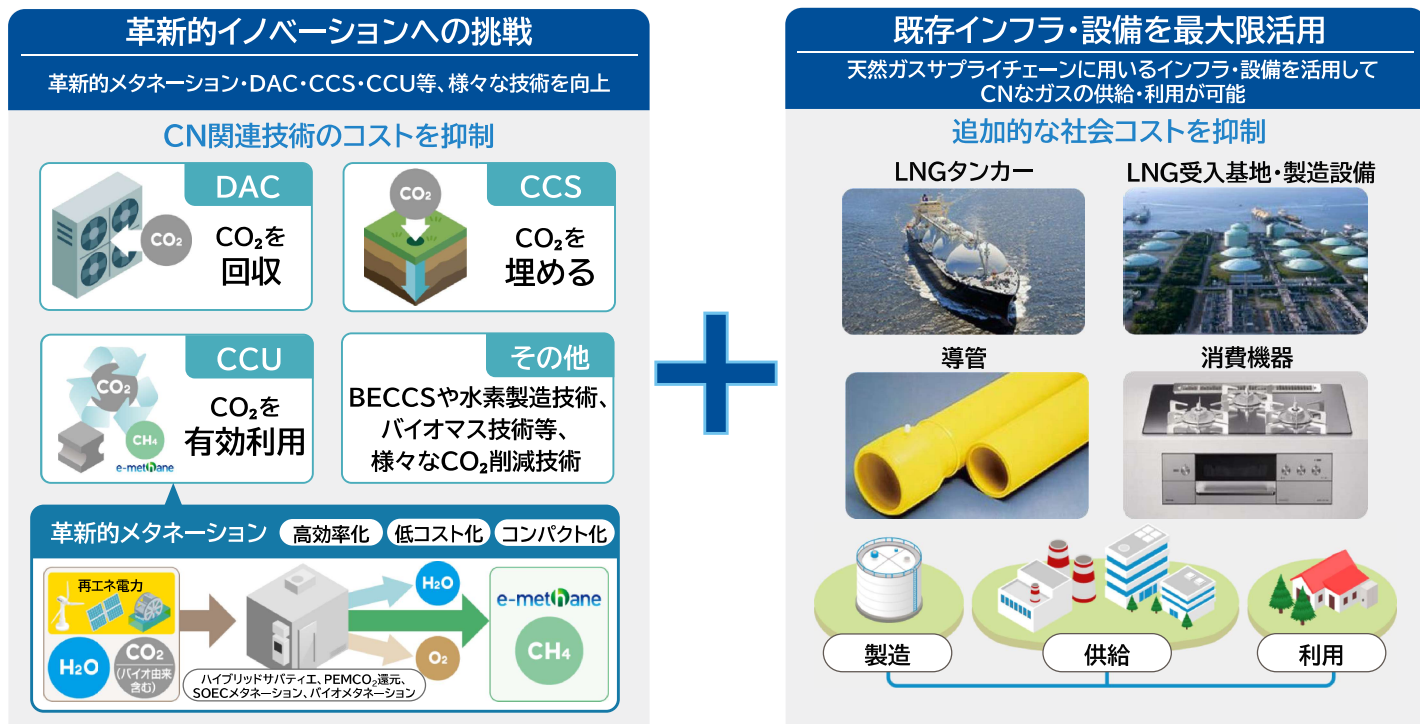 革新的イノベーションへの挑戦
革新的メタネーション・DAC・CCS・CCU等、様々な技術を向上
CN関連技術のコストを抑制
DAC
CO₂
CO₂を
回収
CCS
CO₂
CO₂を
埋める
CCU
CO₂
CH₄
e-methane
CO₂を
有効利用
その他
BECCSや水素製造技術、
バイオマス技術等、
様々なCO₂削減技術
革新的メタネーション
高効率化
低コスト化
コンパクト化
再エネ電力
H₂O
CO₂
(バイオ由来
含む)
ハイブリッドサバティエ、PEMCO₂還元、
SOECメタネーション、バイオメタネーション
H₂O
O₂
e-methane
CH₄
既存インフラ・設備を最大限活用
天然ガスサプライチェーンに用いるインフラ・設備を活用して
CNなガスの供給・利用が可能
追加的な社会コストを抑制
LNGタンカー
LNG受入基地・製造設備
導管
消費機器
製造
供給
利用